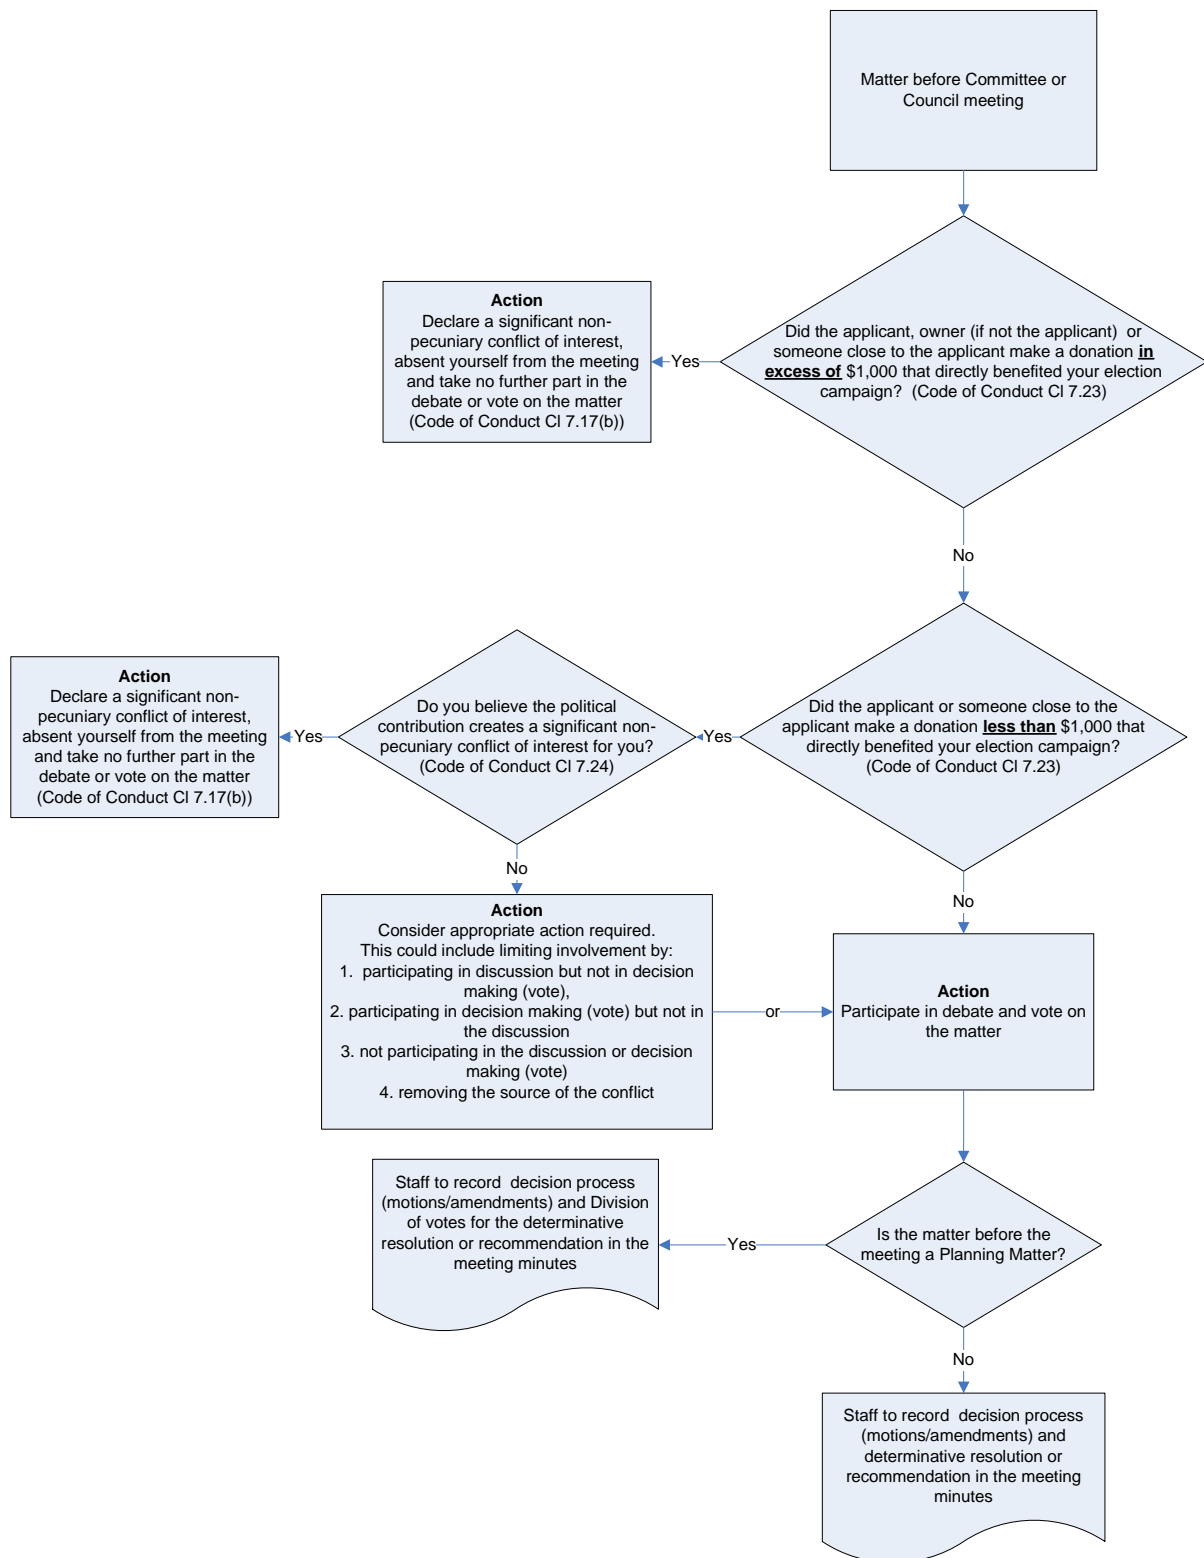 Matter before Committee or
Council meeting
Did the applicant, owner (if not the applicant)  or
someone close to the applicant make a donation in
excess of $1,000 that directly benefited your election
campaign?  (Code of Conduct Cl 7.23)
Yes
Action
Declare a significant non-
pecuniary conflict of interest,
absent yourself from the meeting
and take no further part in the
debate or vote on the matter
(Code of Conduct Cl 7.17(b))
No
Did the applicant or someone close to the
applicant make a donation less than $1,000 that
directly benefited your election campaign?
(Code of Conduct Cl 7.23)
Yes
Do you believe the political
contribution creates a significant non-
pecuniary conflict of interest for you?
(Code of Conduct Cl 7.24)
Yes
Action
Declare a significant non-
pecuniary conflict of interest,
absent yourself from the meeting
and take no further part in the
debate or vote on the matter
(Code of Conduct Cl 7.17(b))
No
Action
Consider appropriate action required.
This could include limiting involvement by:
1.  participating in discussion but not in decision
making (vote),
2. participating in decision making (vote) but not in
the discussion
3. not participating in the discussion or decision
making (vote)
4. removing the source of the conflict
or
No
Action
Participate in debate and vote on
the matter
Is the matter before the
meeting a Planning Matter?
Yes
Staff to record  decision process
(motions/amendments) and Division
of votes for the determinative
resolution or recommendation in the
meeting minutes
No
Staff to record  decision process
(motions/amendments) and
determinative resolution or
recommendation in the meeting
minutes